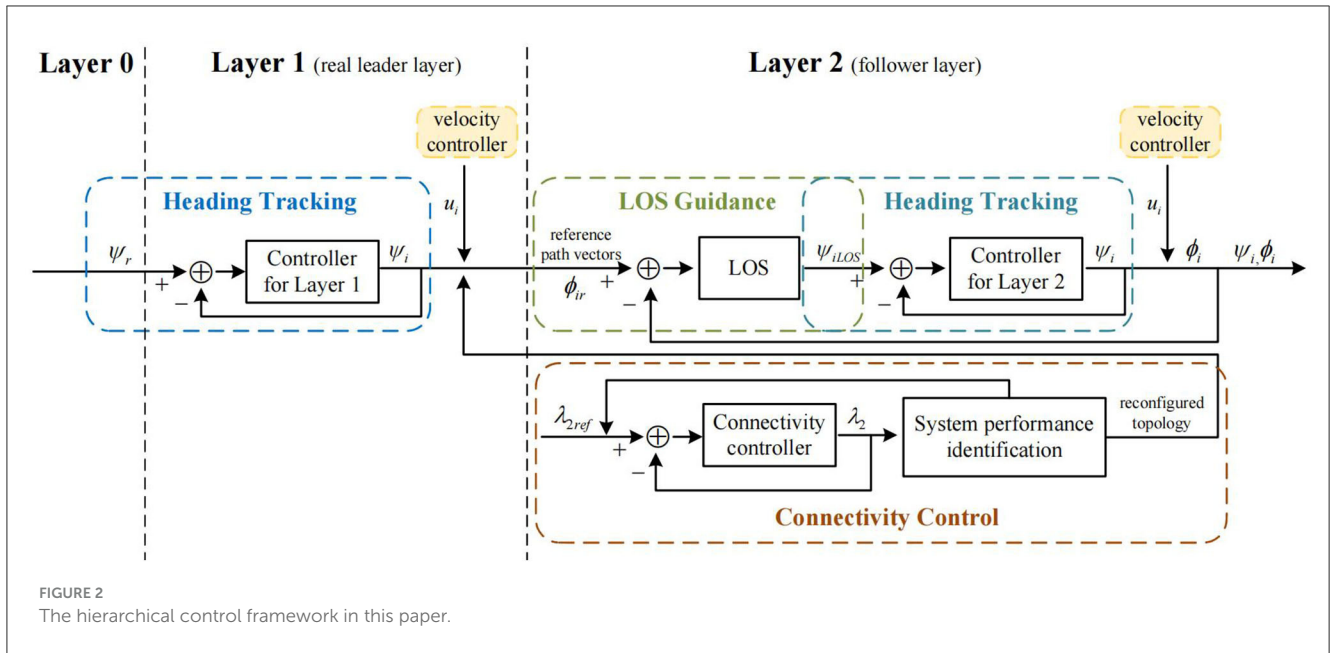 Layer 0
Layer 1 (real leader layer)
Layer 2 (follower layer)
velocity
controller
velocity
controller
Heading Tracking
u_i
LOS Guidance
Heading Tracking
u_i
ψ_r
+
−
Controller
for Layer 1
ψ_i
reference
path vectors
ϕ_ir
+
−
LOS
ψ_iLOS
+
−
Controller
for Layer 2
ψ_i
ϕ_i
ψ_i, ϕ_i
λ_2ref
+
−
Connectivity
controller
λ_2
System performance
identification
reconfigured
topology
Connectivity Control
FIGURE 2
The hierarchical control framework in this paper.